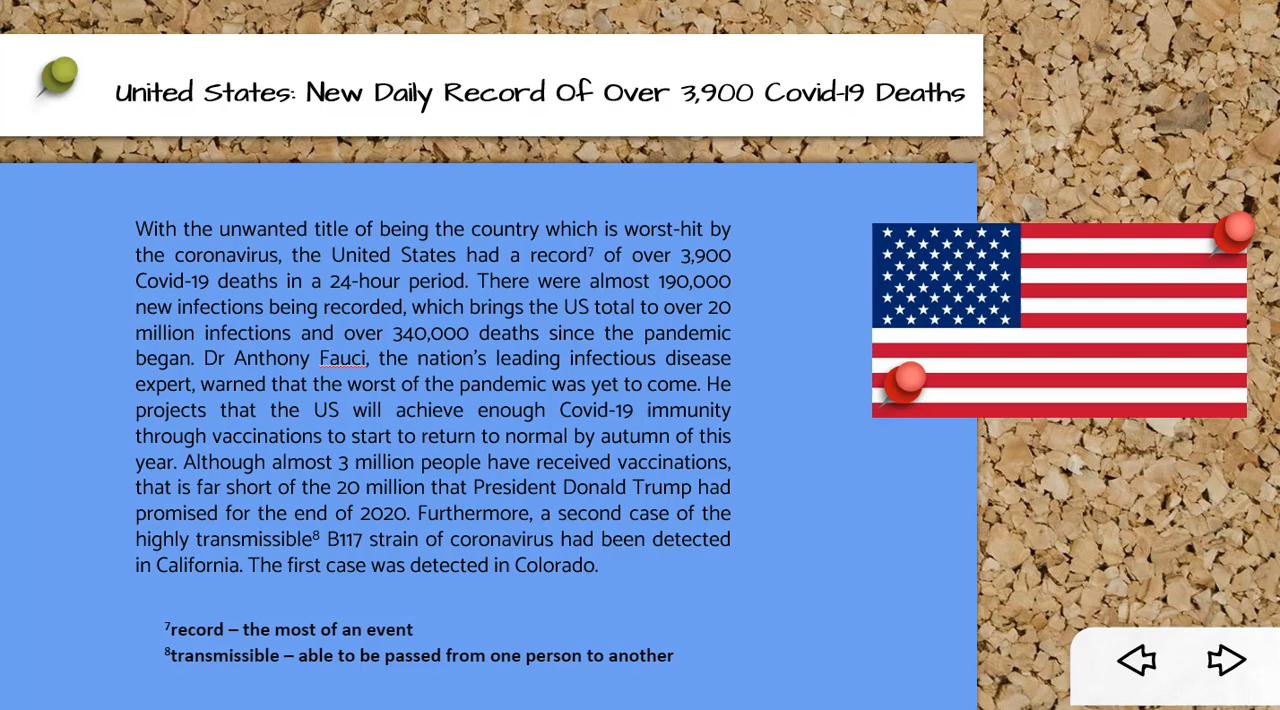 United States: New Daily Record Of Over 3,900 Covid-19 Deaths
With the unwanted title of being the country which is worst-hit by
the coronavirus, the United States had a record⁷ of over 3,900
Covid-19 deaths in a 24-hour period. There were almost 190,000
new infections being recorded, which brings the US total to over 20
million infections and over 340,000 deaths since the pandemic
began. Dr Anthony Fauci, the nation's leading infectious disease
expert, warned that the worst of the pandemic was yet to come. He
projects that the US will achieve enough Covid-19 immunity
through vaccinations to start to return to normal by autumn of this
year. Although almost 3 million people have received vaccinations,
that is far short of the 20 million that President Donald Trump had
promised for the end of 2020. Furthermore, a second case of the
highly transmissible⁸ B117 strain of coronavirus had been detected
in California. The first case was detected in Colorado.
⁷record – the most of an event
⁸transmissible – able to be passed from one person to another